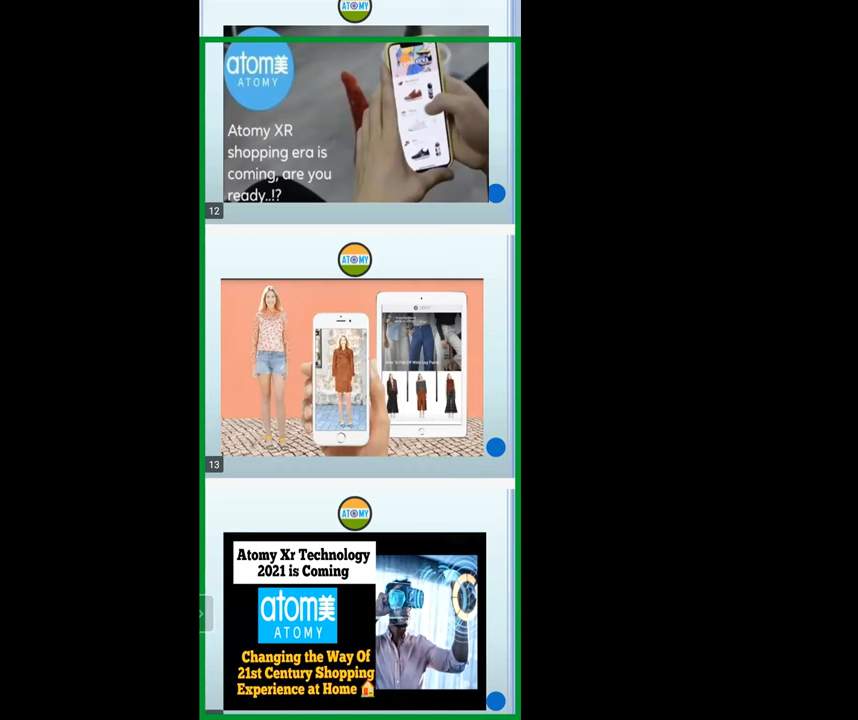 ATOMY
atom美
ATOMY
Atomy XR
shopping era is
coming, are you
ready..!?
12
ATOMY
13
ATOMY
Atomy Xr Technology
2021 is Coming
atom美
ATOMY
Changing the Way Of
21st Century Shopping
Experience at Home